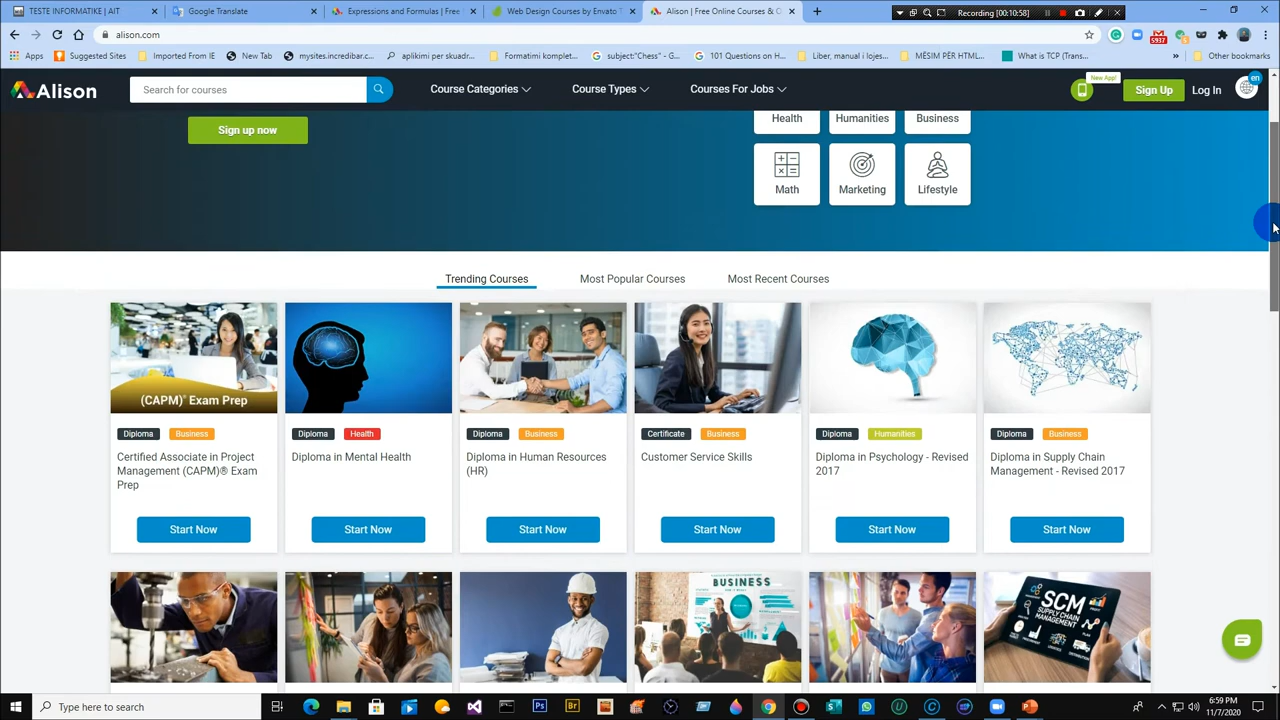 TESTE INFORMATIKE | AIT
Google Translate
Expressions and Formulas | Free
Web Design Courses by Envato T
Alison | Free Online Courses & O
Recording [00:10:58]
alison.com
5937
Apps
Suggested Sites
Imported From IE
New Tab
mysites.incredibar.c...
aplikimi per skuadr...
Formatimi komplet...
subject:"Chess" - G...
101 Questions on H...
Liber, manual i lojes...
MËSIM PËR HTML...
What is TCP (Trans...
»
Other bookmarks
Alison
Search for courses
Course Categories
Course Types
Courses For Jobs
New App!
Sign Up
Log In
en
Sign up now
Health
Humanities
Business
Math
Marketing
Lifestyle
Trending Courses
Most Popular Courses
Most Recent Courses
(CAPM)® Exam Prep
Diploma
Business
Certified Associate in Project
Management (CAPM)® Exam
Prep
Start Now
Diploma
Health
Diploma in Mental Health
Start Now
Diploma
Business
Diploma in Human Resources
(HR)
Start Now
Certificate
Business
Customer Service Skills
Start Now
Diploma
Humanities
Diploma in Psychology - Revised
2017
Start Now
Diploma
Business
Diploma in Supply Chain
Management - Revised 2017
Start Now
BUSINESS
SCM
SUPPLY CHAIN
MANAGEMENT
Type here to search
6:59 PM
11/7/2020